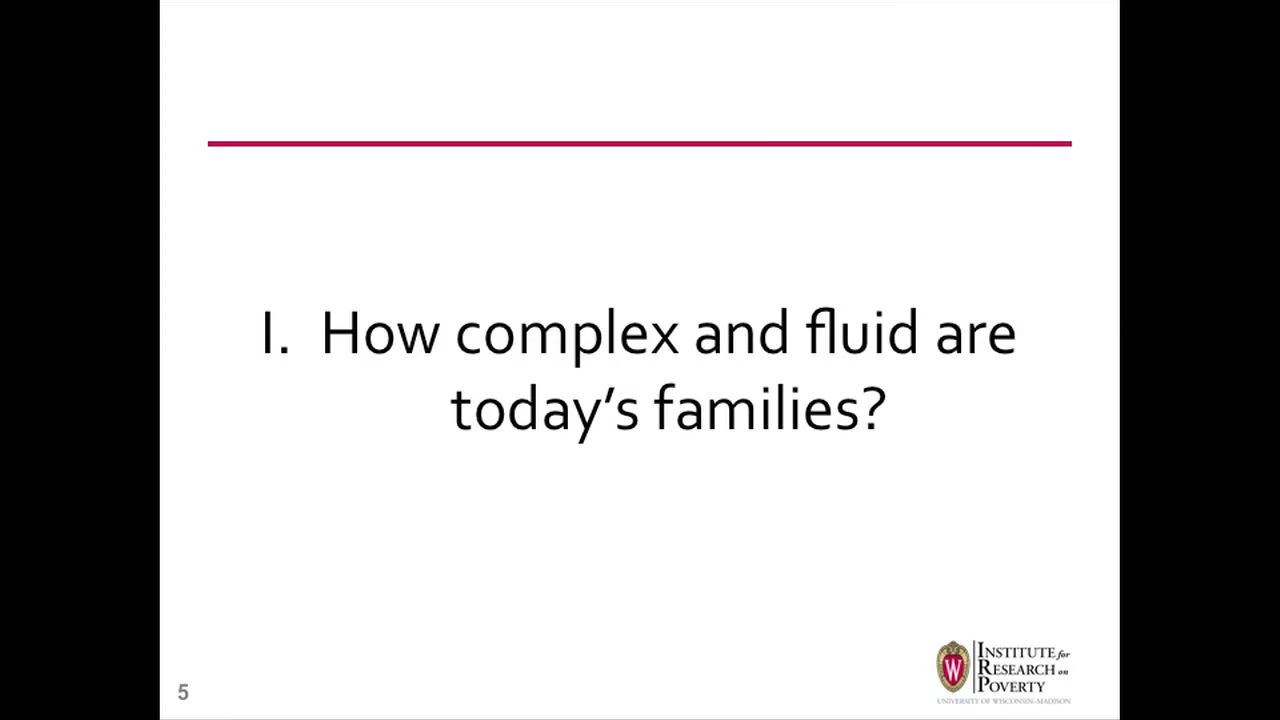 I. How complex and fluid are
today’s families?
5
W
INSTITUTE for
RESEARCH on
POVERTY
UNIVERSITY OF WISCONSIN–MADISON